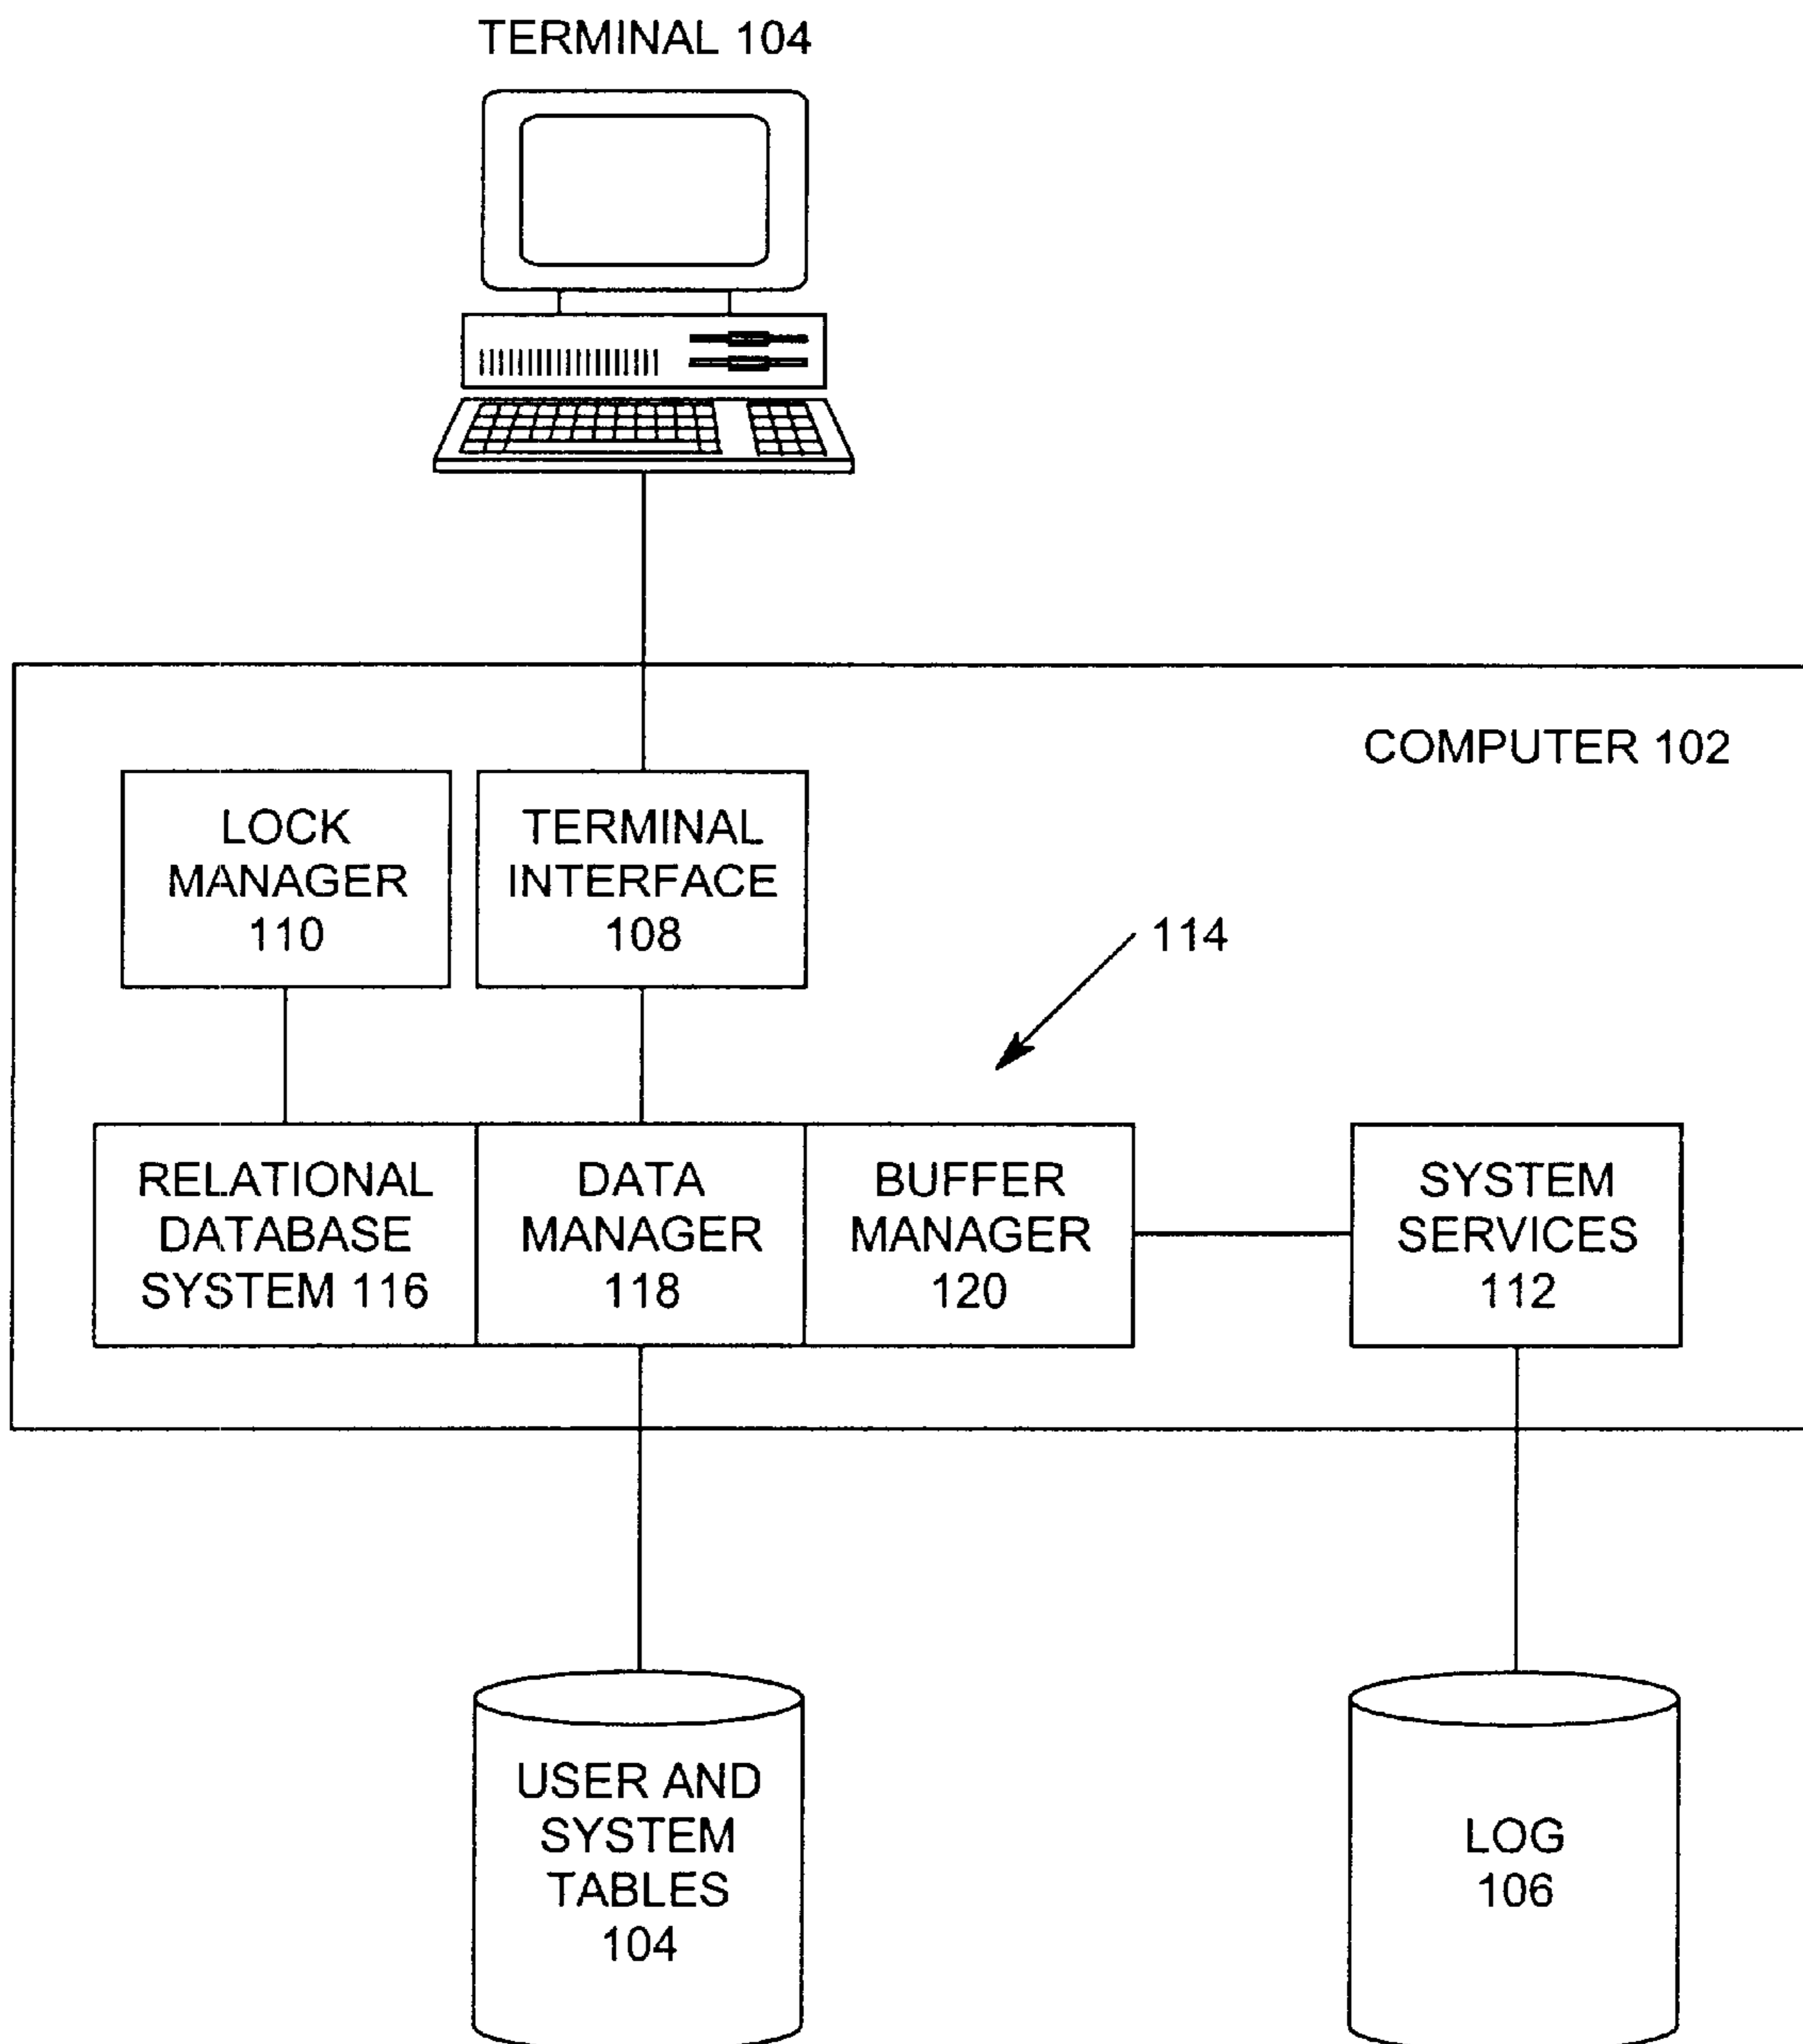 TERMINAL 104
COMPUTER 102
LOCK
MANAGER
110
TERMINAL
INTERFACE
108
114
RELATIONAL
DATABASE
SYSTEM 116
DATA
MANAGER
118
BUFFER
MANAGER
120
SYSTEM
SERVICES
112
USER AND
SYSTEM
TABLES
104
LOG
106